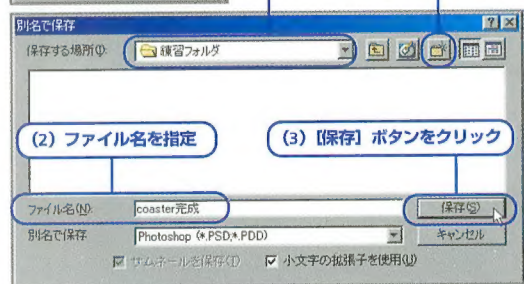 別名で保存
保存する場所(I):
練習フォルダ
(2) ファイル名を指定
(3)【保存】ボタンをクリック
ファイル名(N):
coaster完成
保存(S)
別名で保存
Photoshop (*.PSD;*.PDD)
キャンセル
サムネールを保存(T)
小文字の拡張子を使用(U)